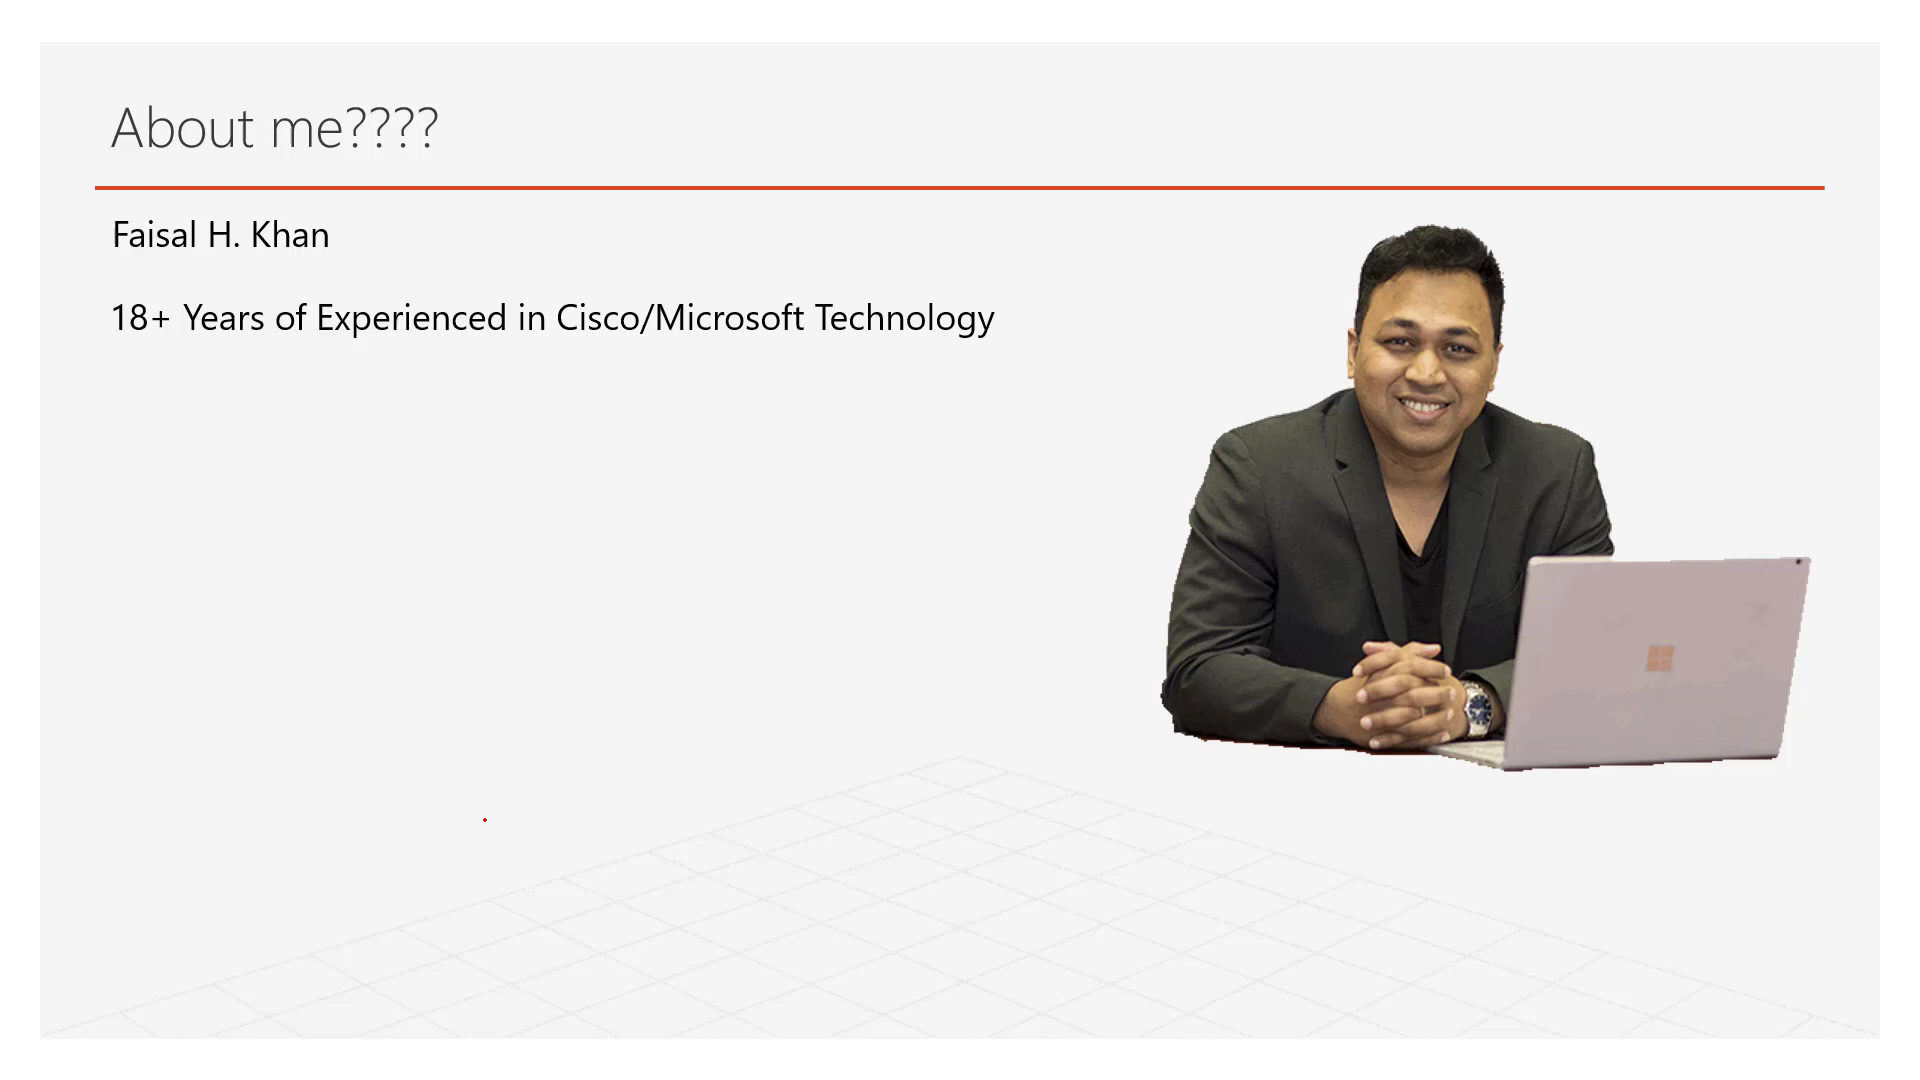 About me????
Faisal H. Khan
18+ Years of Experienced in Cisco/Microsoft Technology